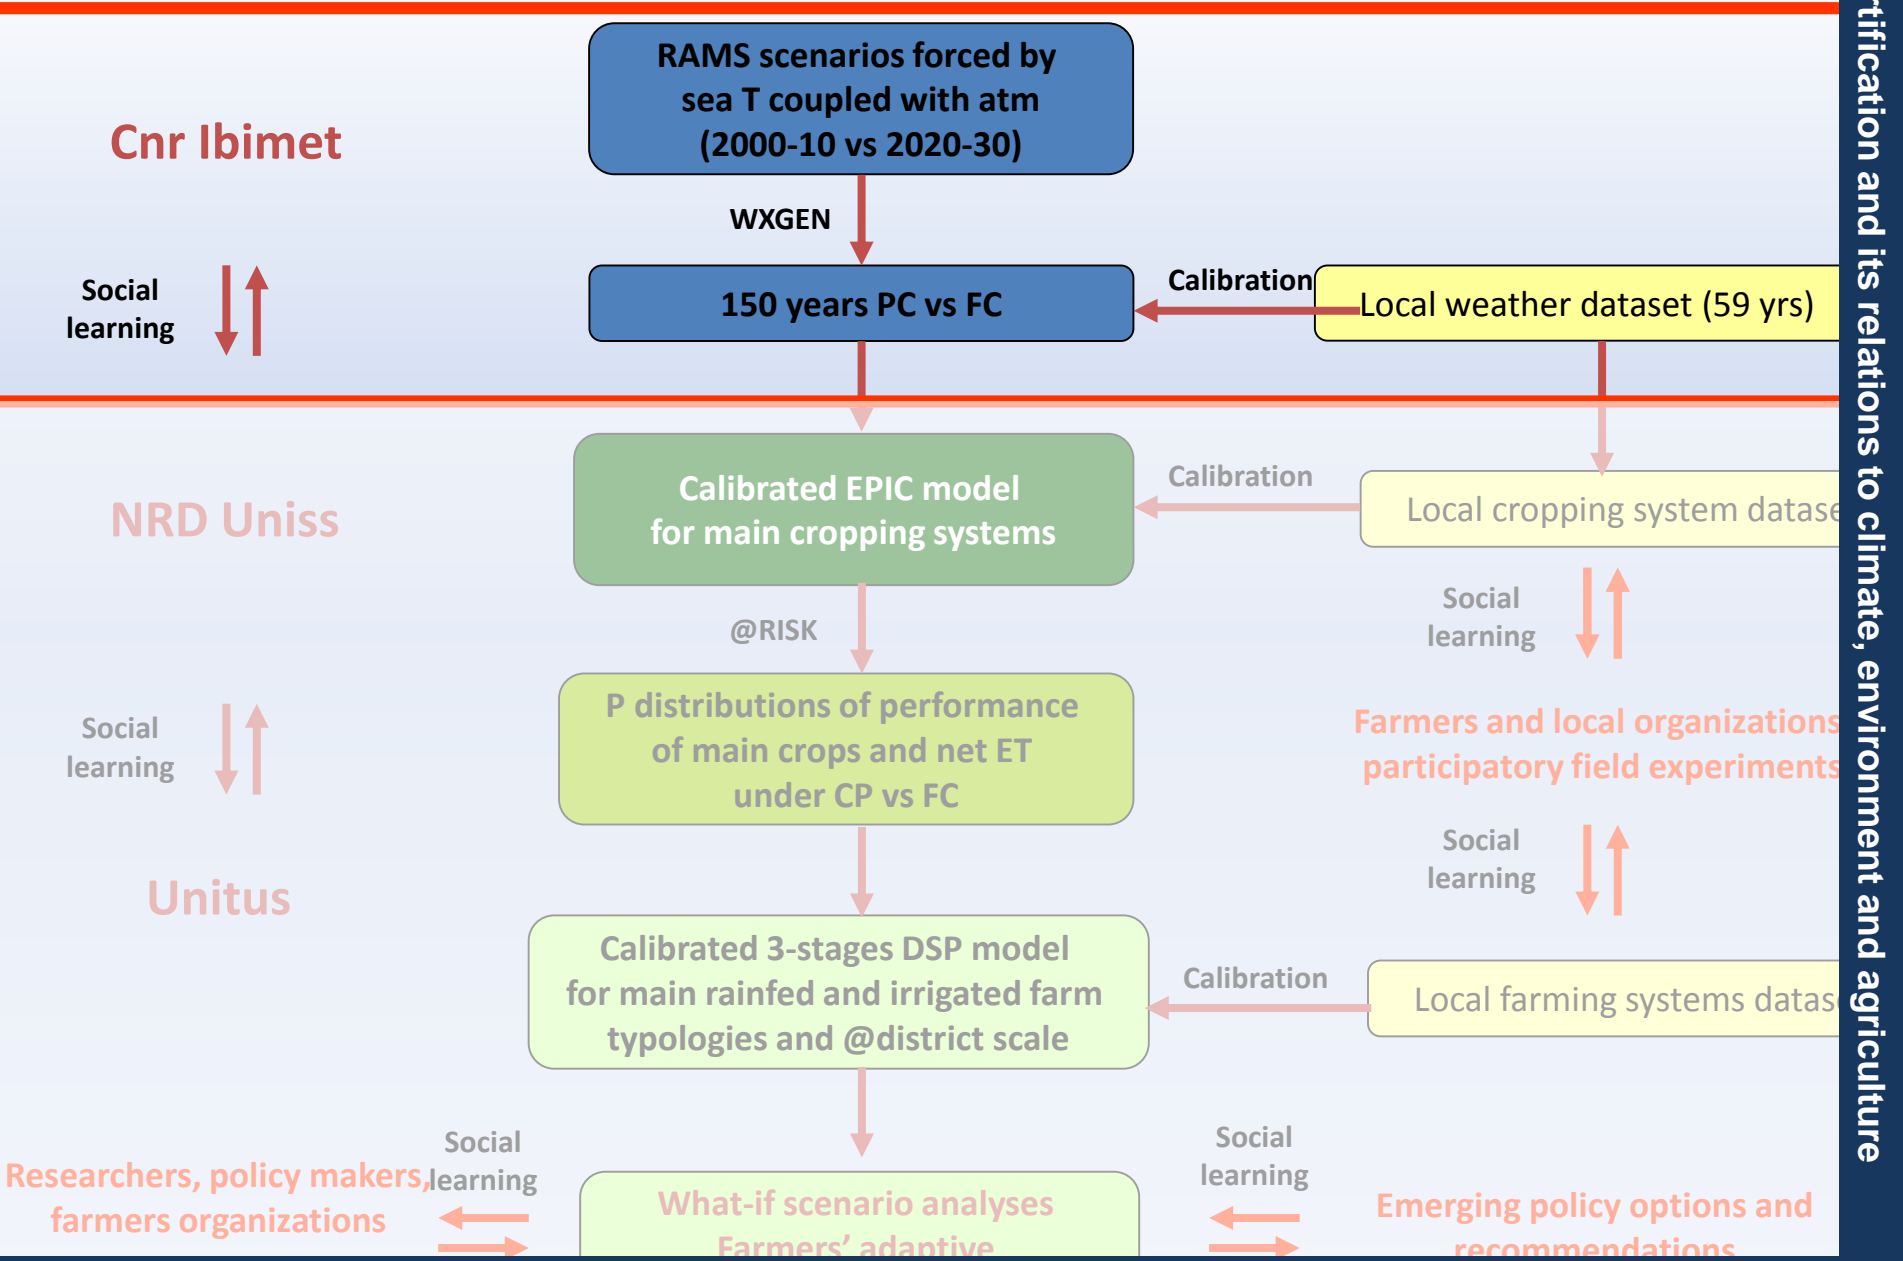 RAMS scenarios forced by
sea T coupled with atm
(2000-10 vs 2020-30)
Cnr Ibimet
WXGEN
Social
learning
150 years PC vs FC
Calibration
Local weather dataset (59 yrs)
NRD Uniss
Calibrated EPIC model
for main cropping systems
Calibration
Local cropping system datase
@RISK
Social
learning
Social
learning
P distributions of performance
of main crops and net ET
under CP vs FC
Farmers and local organizations
participatory field experiments
Social
learning
Unitus
Calibrated 3-stages DSP model
for main rainfed and irrigated farm
typologies and @district scale
Calibration
Local farming systems datas
Researchers, policy makers,
farmers organizations
Social
learning
What-if scenario analyses
Farmers' adaptive
Social
learning
Emerging policy options and
recommendations
rtification and its relations to climate, environment and agriculture